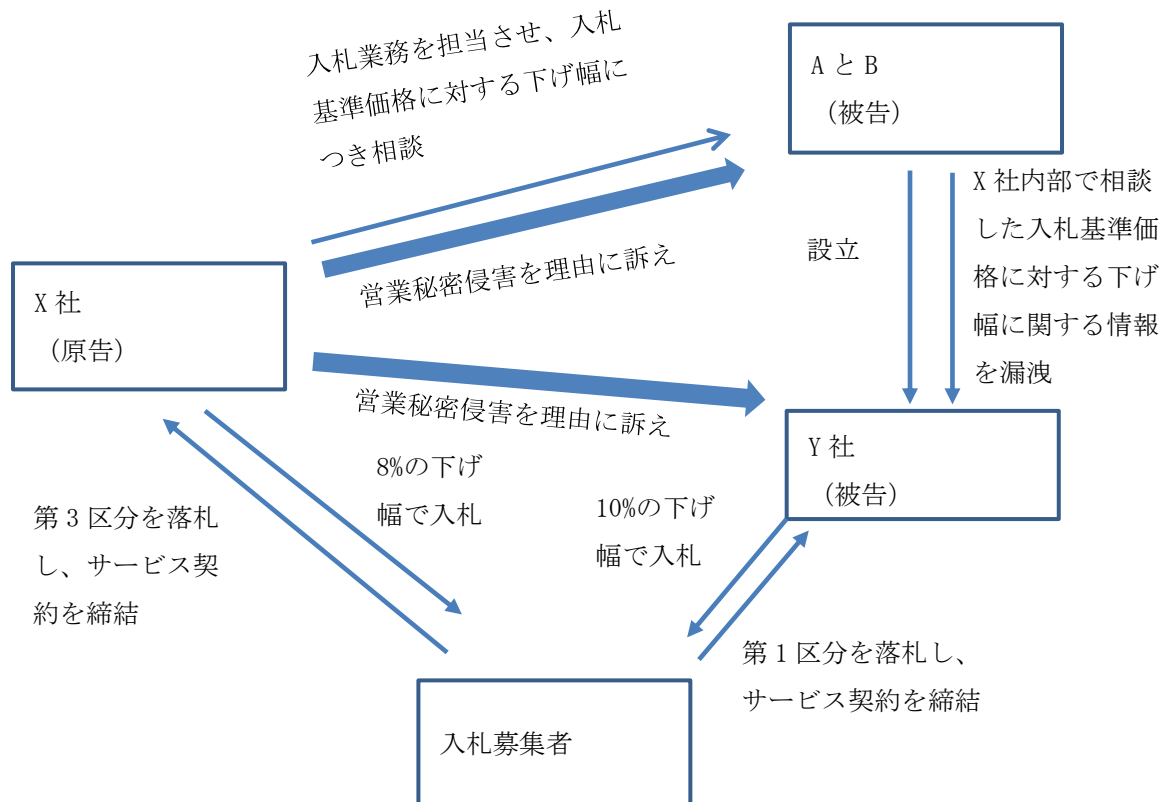 入札業務を担当させ、入札
基準価格に対する下げ幅に
つき相談
AとB
（被告）
X社内部で相談
した入札基準価
格に対する下げ
幅に関する情報
を漏洩
設立
営業秘密侵害を理由に訴え
X社
（原告）
営業秘密侵害を理由に訴え
Y社
（被告）
8%の下げ
幅で入札
10%の下げ
幅で入札
第3区分を落札
し、サービス契
約を締結
第1区分を落札し、
サービス契約を締結
入札募集者